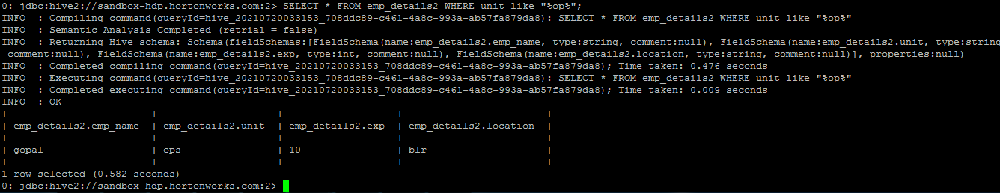 0: jdbc:hive2://sandbox-hdp.hortonworks.com:2> SELECT * FROM emp_details2 WHERE unit like "%op%";
INFO  : Compiling command(queryId=hive_20210720033153_708ddc89-c461-4a8c-993a-ab57fa879da8): SELECT * FROM emp_details2 WHERE unit like "%op%"
INFO  : Semantic Analysis Completed (retrial = false)
INFO  : Returning Hive schema: Schema(fieldSchemas:[FieldSchema(name:emp_details2.emp_name, type:string, comment:null), FieldSchema(name:emp_details2.unit, type:string
 comment:null), FieldSchema(name:emp_details2.exp, type:int, comment:null), FieldSchema(name:emp_details2.location, type:string, comment:null)], properties:null)
INFO  : Completed compiling command(queryId=hive_20210720033153_708ddc89-c461-4a8c-993a-ab57fa879da8); Time taken: 0.476 seconds
INFO  : Executing command(queryId=hive_20210720033153_708ddc89-c461-4a8c-993a-ab57fa879da8): SELECT * FROM emp_details2 WHERE unit like "%op%"
INFO  : Completed executing command(queryId=hive_20210720033153_708ddc89-c461-4a8c-993a-ab57fa879da8); Time taken: 0.009 seconds
INFO  : OK
+------------------------+--------------------+-------------------+------------------------+
| emp_details2.emp_name  | emp_details2.unit  | emp_details2.exp  | emp_details2.location  |
+------------------------+--------------------+-------------------+------------------------+
| gopal                  | ops                | 10                | blr                    |
+------------------------+--------------------+-------------------+------------------------+
1 row selected (0.582 seconds)
0: jdbc:hive2://sandbox-hdp.hortonworks.com:2>